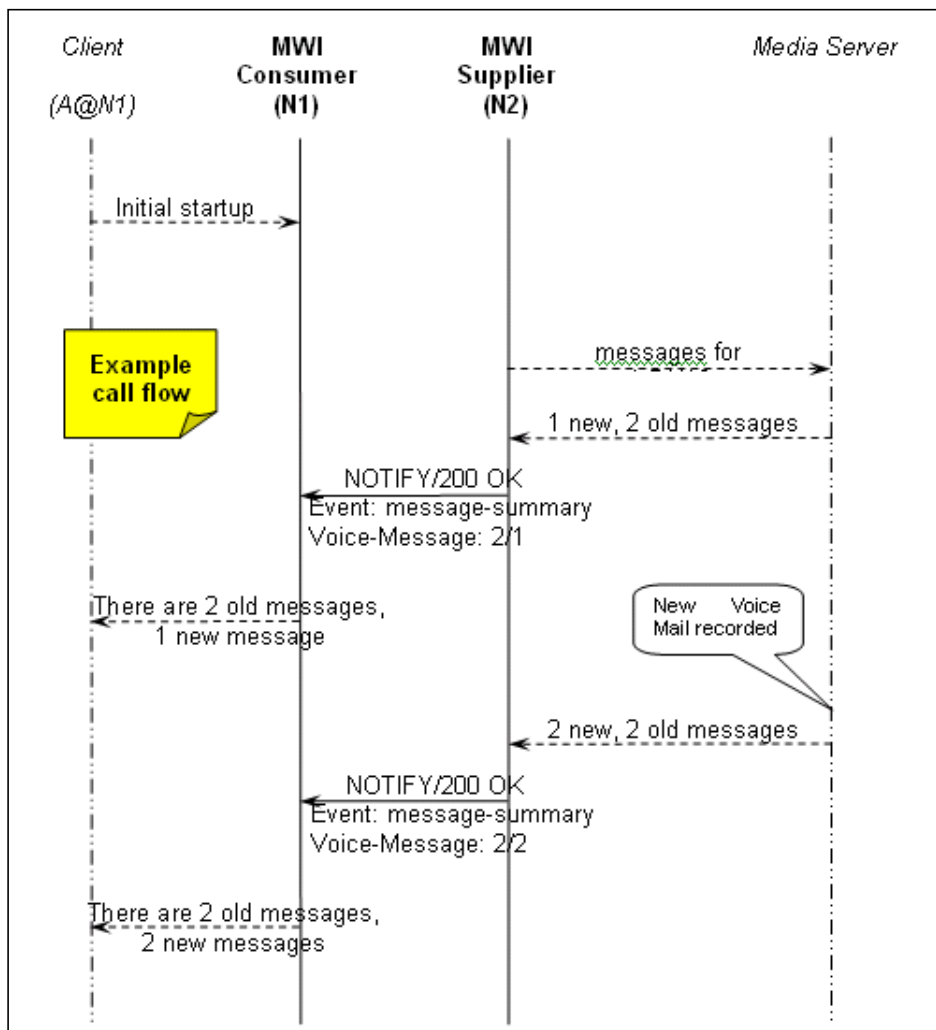 Client
(A@N1)
MWI
Consumer
(N1)
MWI
Supplier
(N2)
Media Server
Initial startup
Example
call flow
messages for
1 new, 2 old messages
NOTIFY/200 OK
Event: message-summary
Voice-Message: 2/1
There are 2 old messages,
1 new message
New Voice
Mail recorded
2 new, 2 old messages
NOTIFY/200 OK
Event: message-summary
Voice-Message: 2/2
There are 2 old messages,
2 new messages